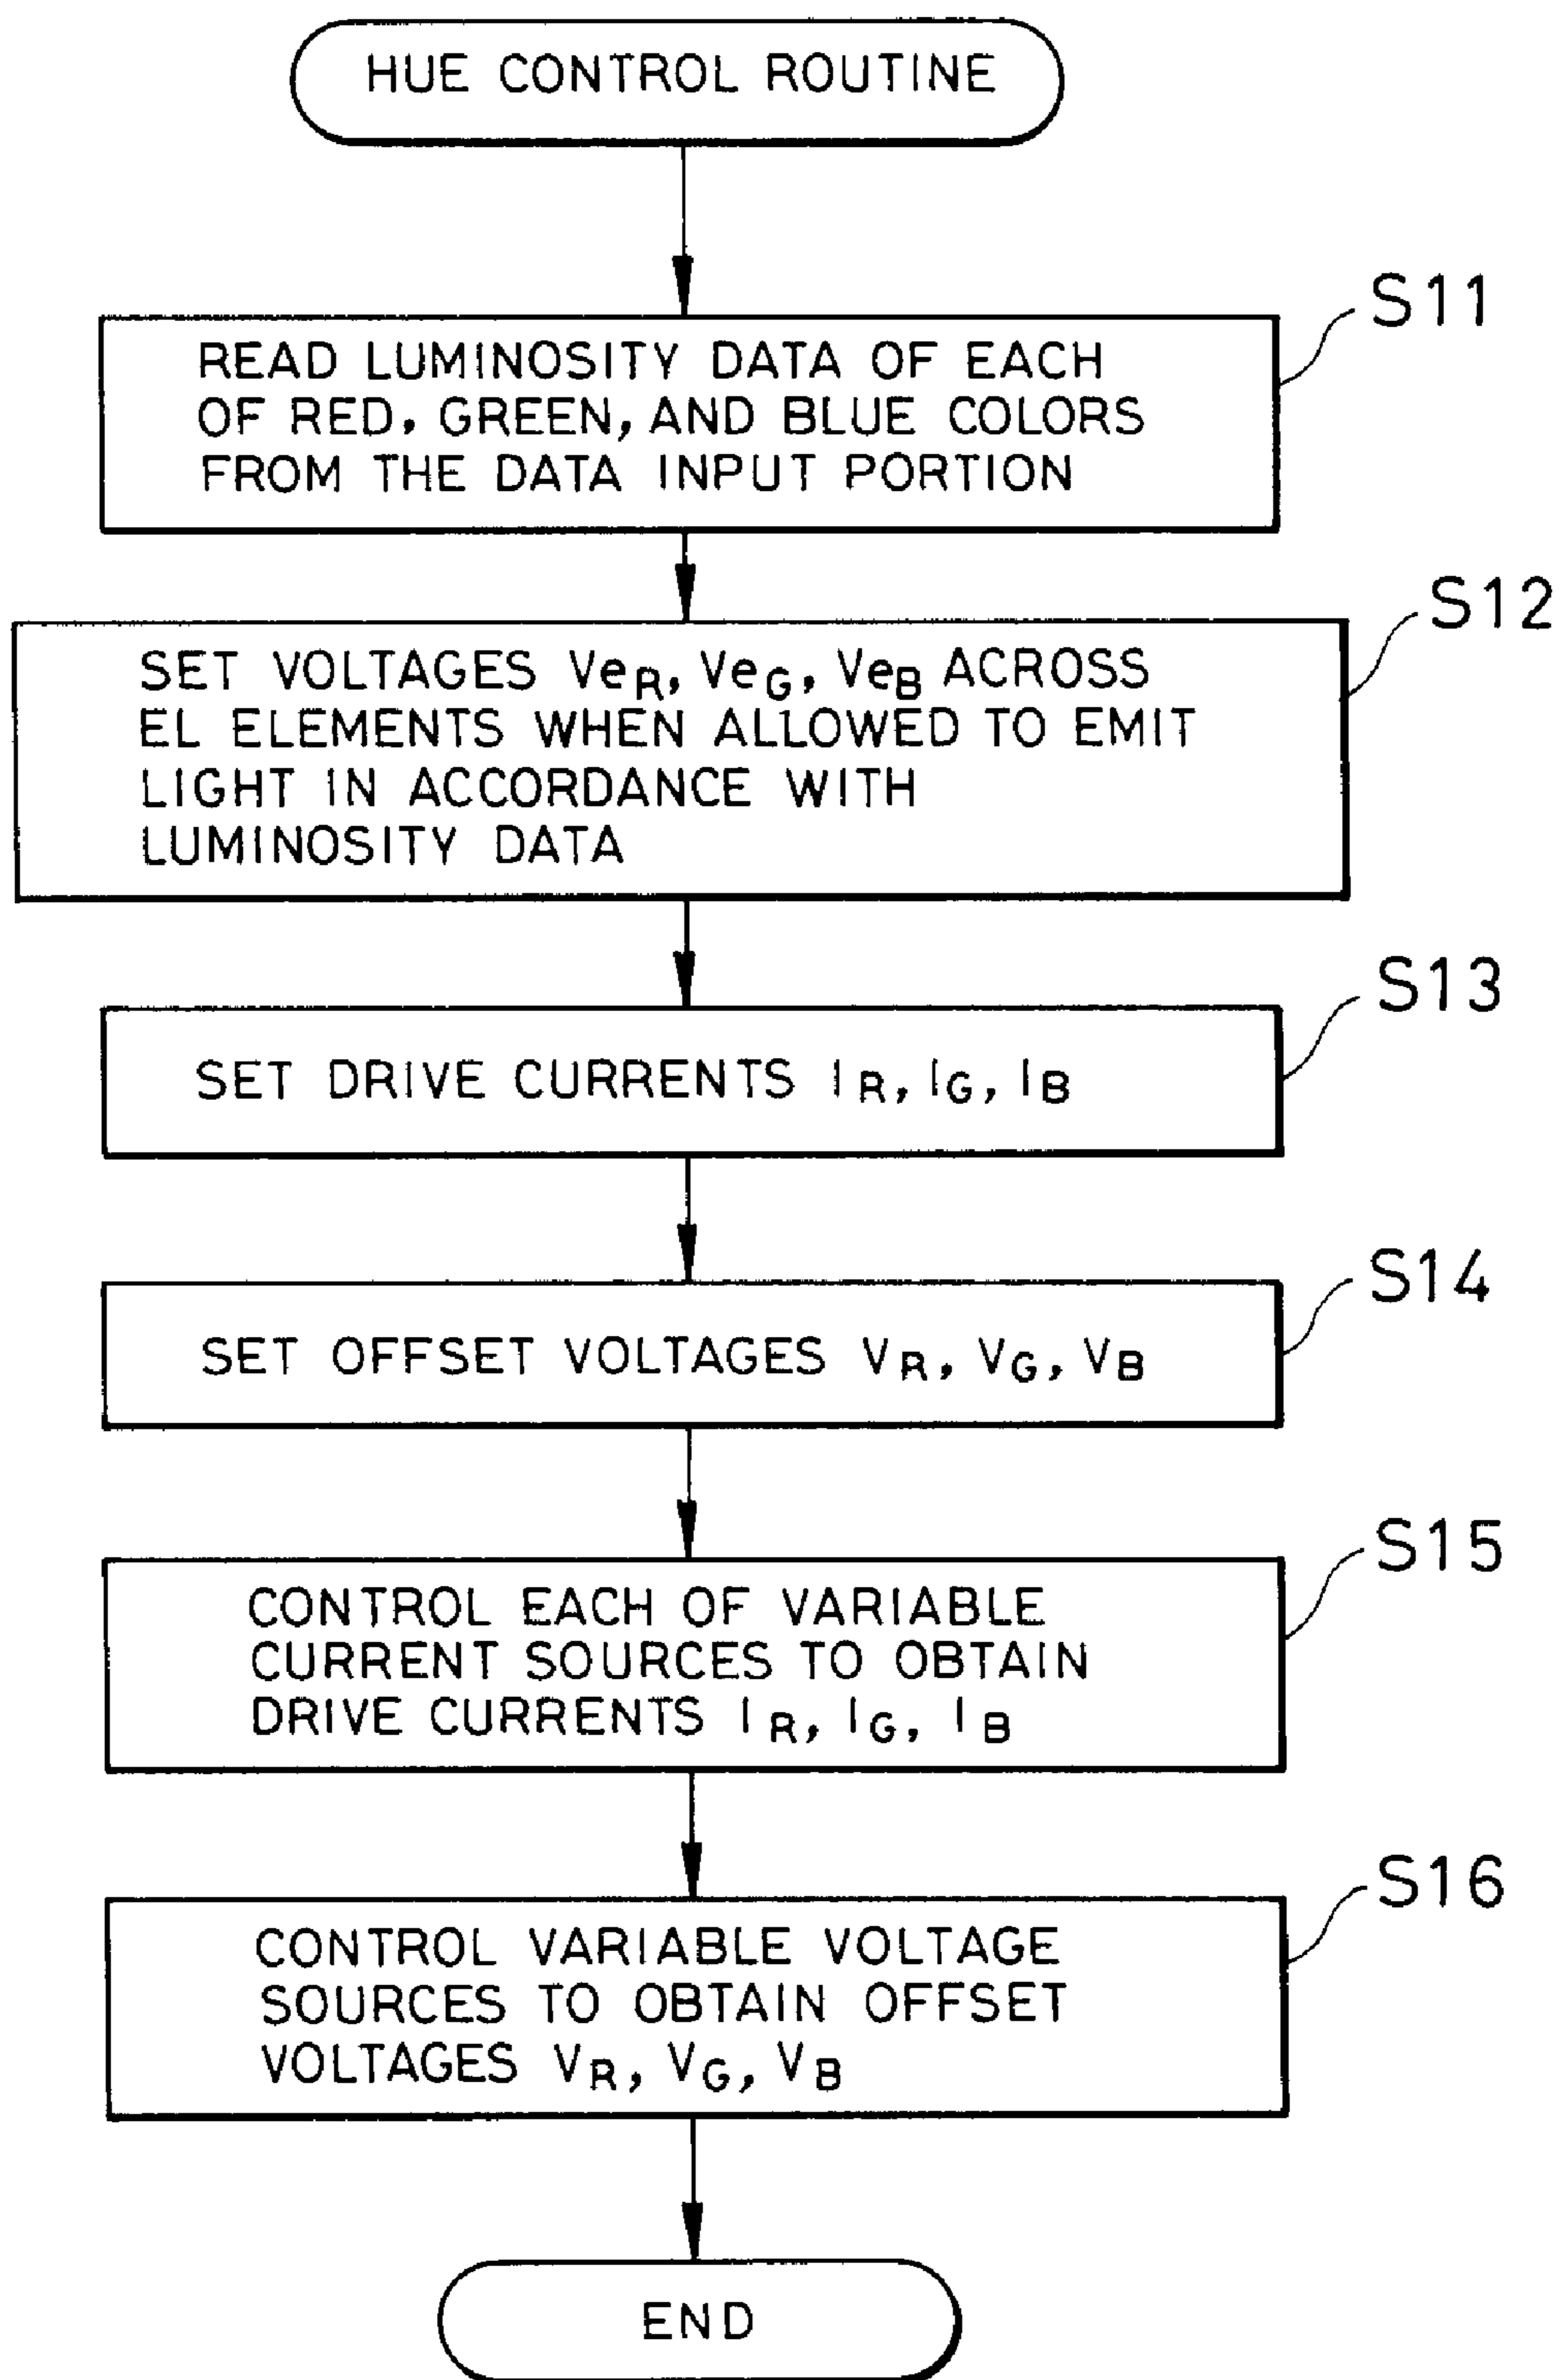 HUE CONTROL ROUTINE
S11
READ LUMINOSITY DATA OF EACH
OF RED, GREEN, AND BLUE COLORS
FROM THE DATA INPUT PORTION
S12
SET VOLTAGES VeR, VeG, VeB ACROSS
EL ELEMENTS WHEN ALLOWED TO EMIT
LIGHT IN ACCORDANCE WITH
LUMINOSITY DATA
S13
SET DRIVE CURRENTS IR, IG, IB
S14
SET OFFSET VOLTAGES VR, VG, VB
S15
CONTROL EACH OF VARIABLE
CURRENT SOURCES TO OBTAIN
DRIVE CURRENTS IR, IG, IB
S16
CONTROL VARIABLE VOLTAGE
SOURCES TO OBTAIN OFFSET
VOLTAGES VR, VG, VB
END